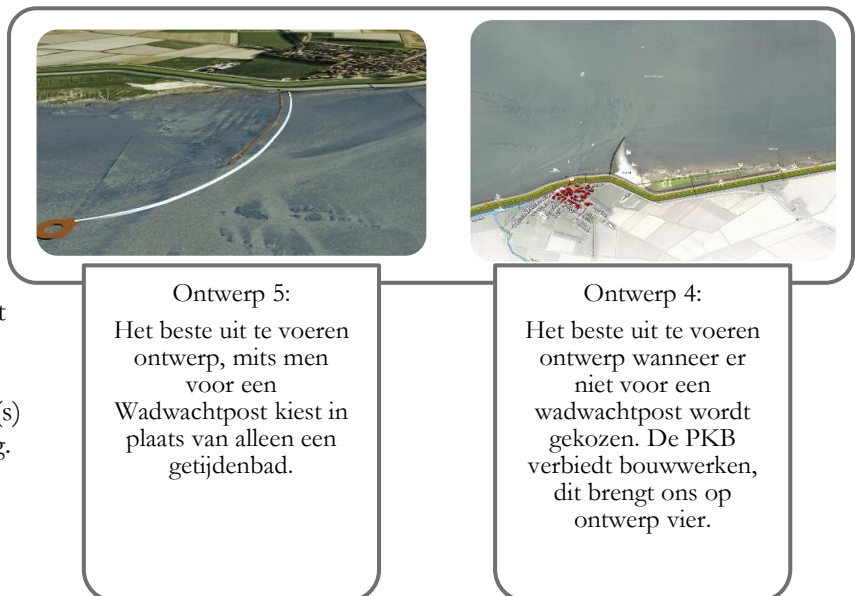 Ontwerp 5:
Het beste uit te voeren
ontwerp, mits men
voor een
Wadwachtpost kiest in
plaats van alleen een
getijdenbad.
Ontwerp 4:
Het beste uit te voeren
ontwerp wanneer er
niet voor een
wadwachtpost wordt
gekozen. De PKB
verbiedt bouwwerken,
dit brengt ons op
ontwerp vier.